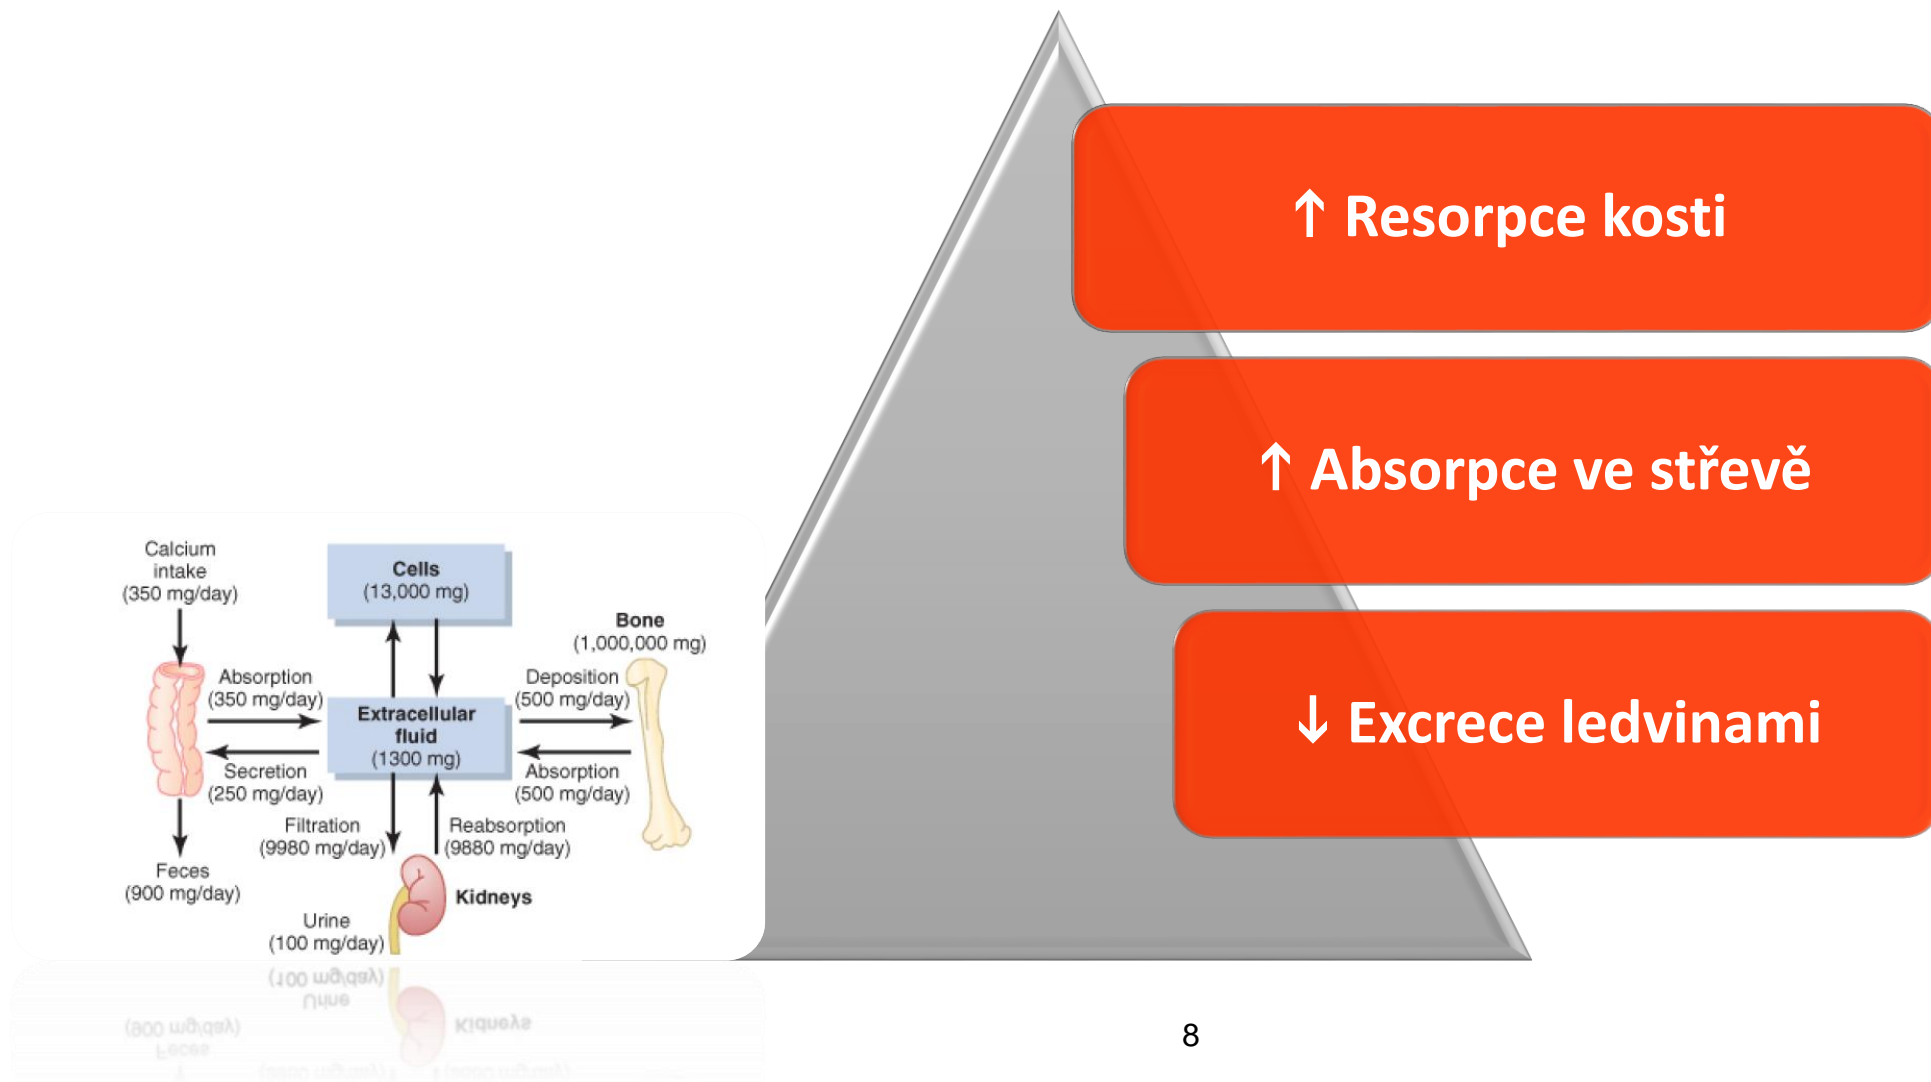 ↑ Resorpce kosti
↑ Absorpce ve střevě
↓ Excrece ledvinami
Calcium
intake
(350 mg/day)
Cells
(13,000 mg)
Bone
(1,000,000 mg)
Absorption
(350 mg/day)
Deposition
(500 mg/day)
Extracellular
fluid
(1300 mg)
Secretion
(250 mg/day)
Absorption
(500 mg/day)
Filtration
(9980 mg/day)
Reabsorption
(9880 mg/day)
Feces
(900 mg/day)
Kidneys
Urine
(100 mg/day)
8